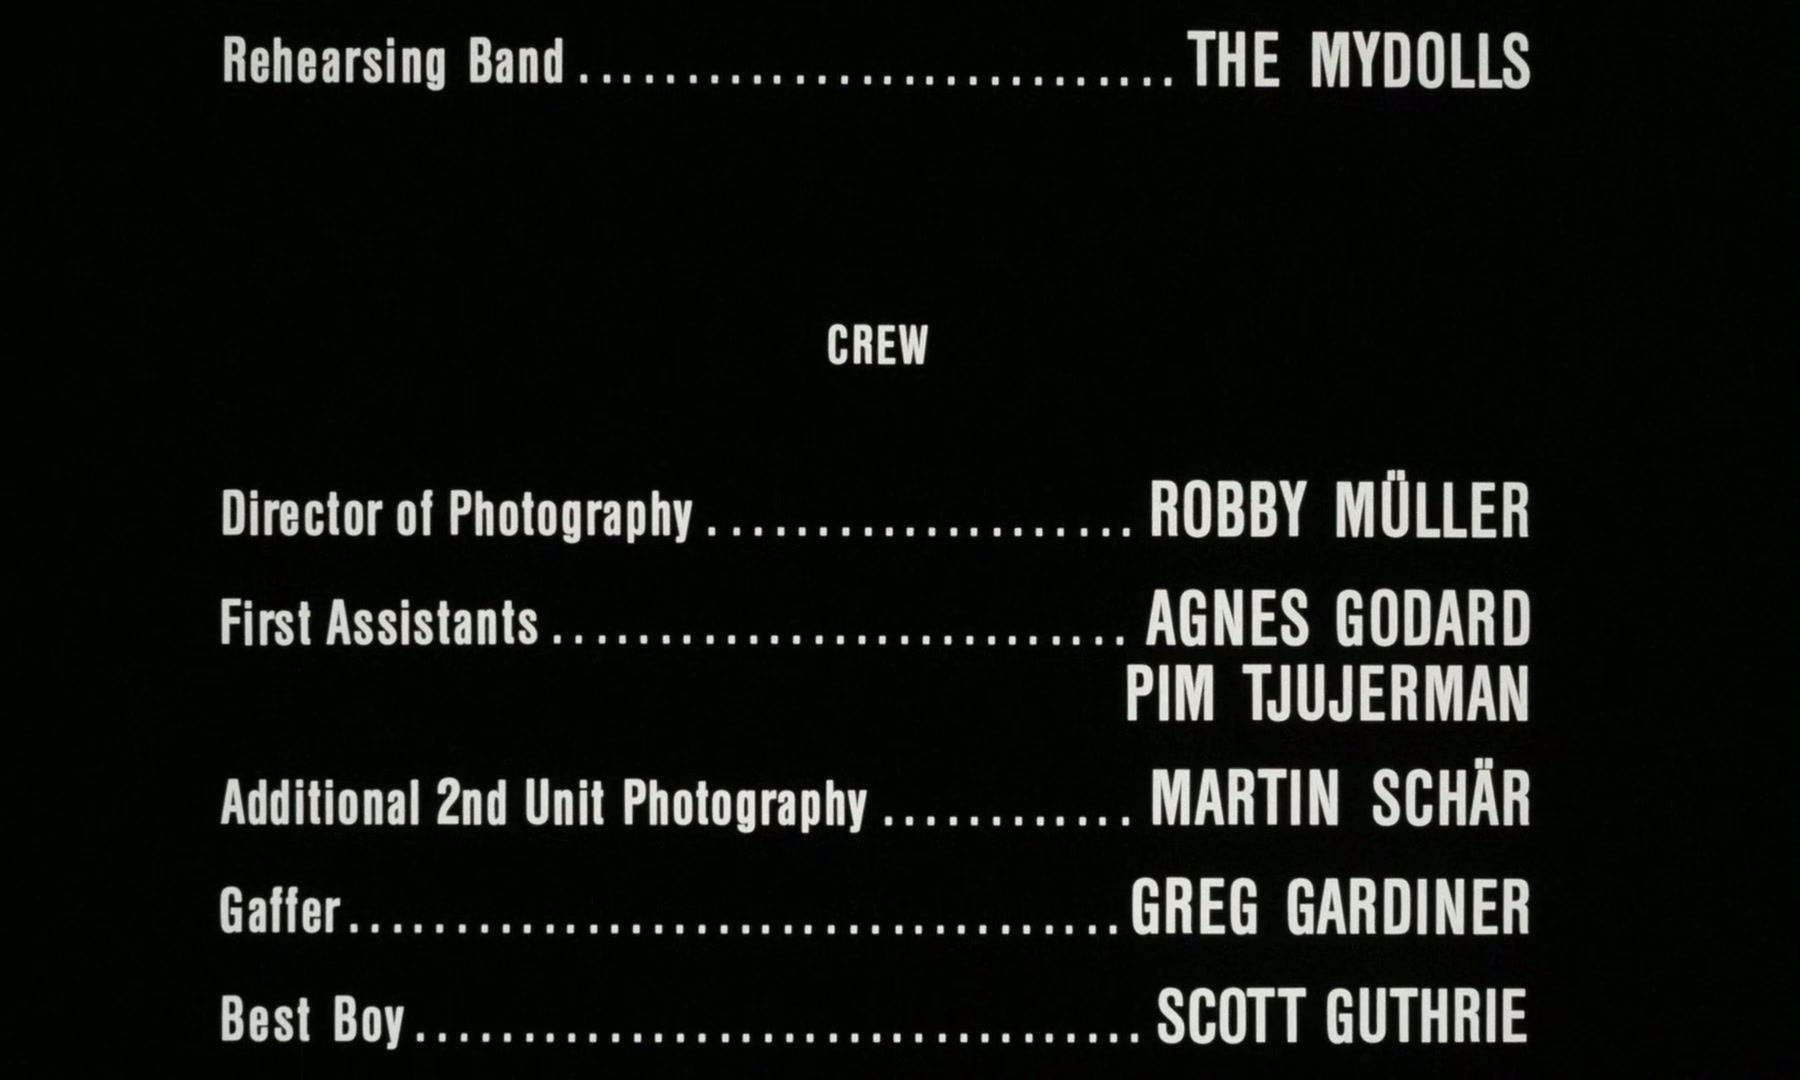 Rehearsing Band ............................ THE MYDOLLS
CREW
Director of Photography ................... ROBBY MÜLLER
First Assistants ........................... AGNES GODARD
PIM TJUJERMAN
Additional 2nd Unit Photography ............ MARTIN SCHÄR
Gaffer .................................... GREG GARDINER
Best Boy .................................. SCOTT GUTHRIE